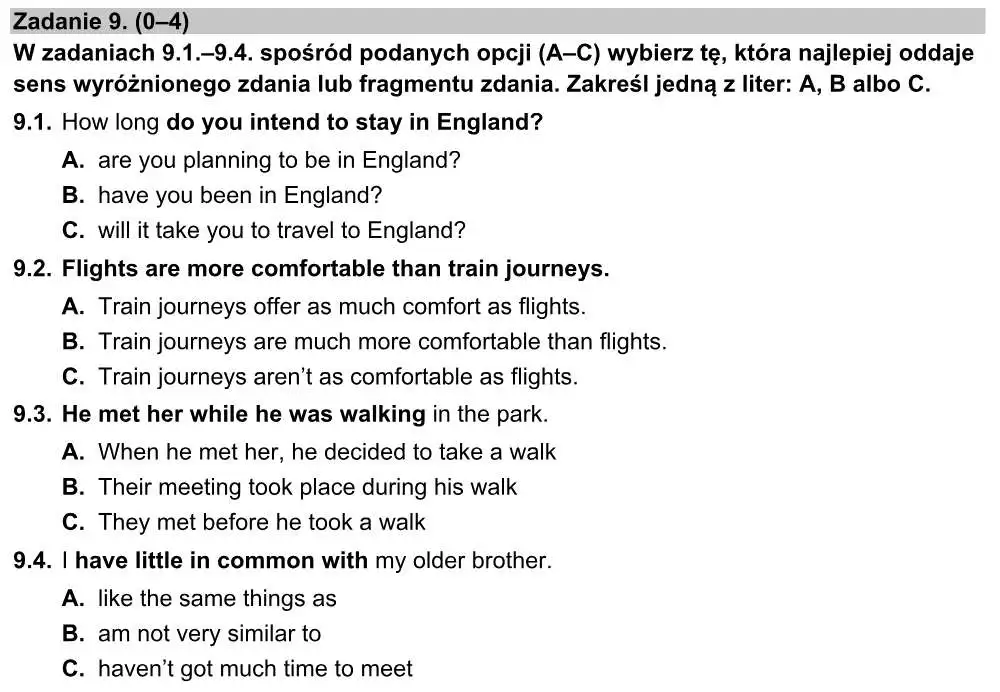 Zadanie 9. (0–4)
W zadaniach 9.1.–9.4. spośród podanych opcji (A–C) wybierz tę, która najlepiej oddaje
sens wyróżnionego zdania lub fragmentu zdania. Zakreśl jedną z liter: A, B albo C.
9.1. How long do you intend to stay in England?
A. are you planning to be in England?
B. have you been in England?
C. will it take you to travel to England?
9.2. Flights are more comfortable than train journeys.
A. Train journeys offer as much comfort as flights.
B. Train journeys are much more comfortable than flights.
C. Train journeys aren’t as comfortable as flights.
9.3. He met her while he was walking in the park.
A. When he met her, he decided to take a walk
B. Their meeting took place during his walk
C. They met before he took a walk
9.4. I have little in common with my older brother.
A. like the same things as
B. am not very similar to
C. haven’t got much time to meet